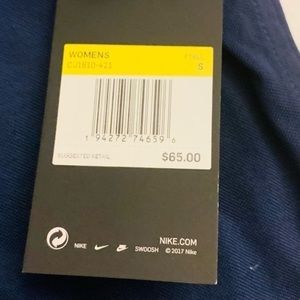 WOMENS
S
CU1810-421
1 94272 74659 6
SUGGESTED RETAIL $65.00
NIKE.COM
NIKE SWOOSH © 2017 Nike